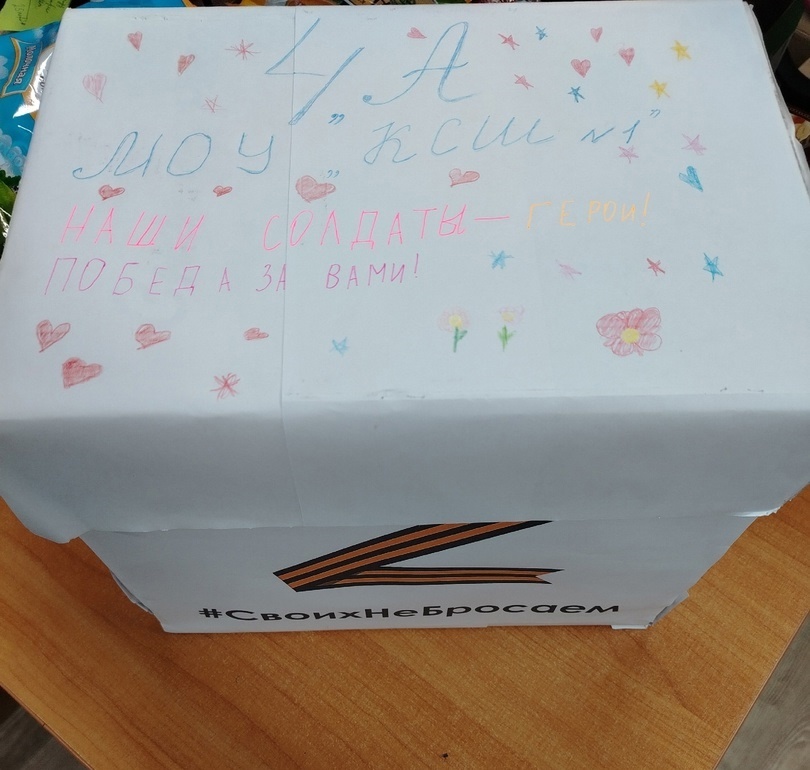 4 А
МОУ „КСШ №1"
НАШИ СОЛДАТЫ — ГЕРОИ!
ПОБЕДА ЗА ВАМИ!
#СвоихНеБросаем